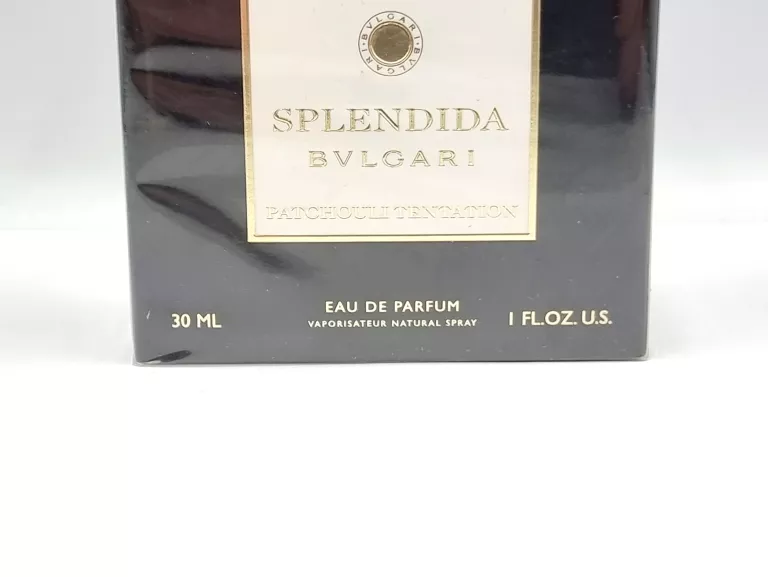 BVLGARI · BVLGARI ·
SPLENDIDA
BVLGARI
PATCHOULI TENTATION
30 ML
EAU DE PARFUM
VAPORISATEUR NATURAL SPRAY
1 FL.OZ. U.S.